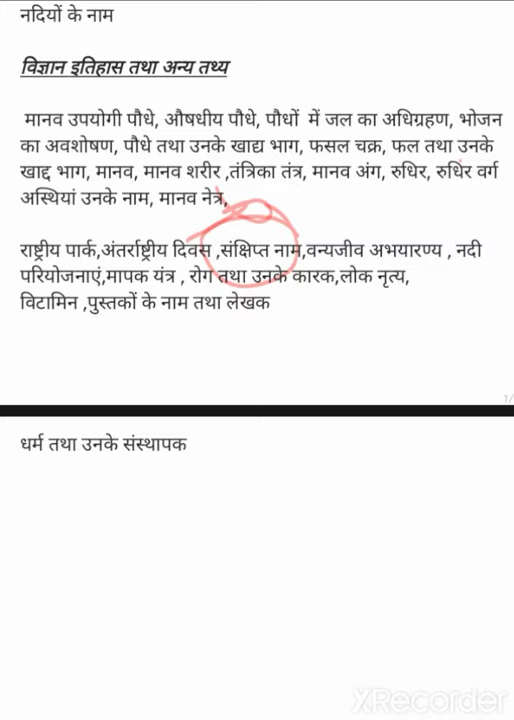 नदियों के नाम
विज्ञान इतिहास तथा अन्य तथ्य
मानव उपयोगी पौधे, औषधीय पौधे, पौधों में जल का अधिग्रहण, भोजन
का अवशोषण, पौधे तथा उनके खाद्य भाग, फसल चक्र, फल तथा उनके
खाद्द भाग, मानव, मानव शरीर ,तंत्रिका तंत्र, मानव अंग, रुधिर, रुधिर वर्ग
अस्थियां उनके नाम, मानव नेत्र,
राष्ट्रीय पार्क,अंतर्राष्ट्रीय दिवस ,संक्षिप्त नाम,वन्यजीव अभयारण्य , नदी
परियोजनाएं,मापक यंत्र , रोग तथा उनके कारक,लोक नृत्य,
विटामिन ,पुस्तकों के नाम तथा लेखक
1/
धर्म तथा उनके संस्थापक
XRecorder